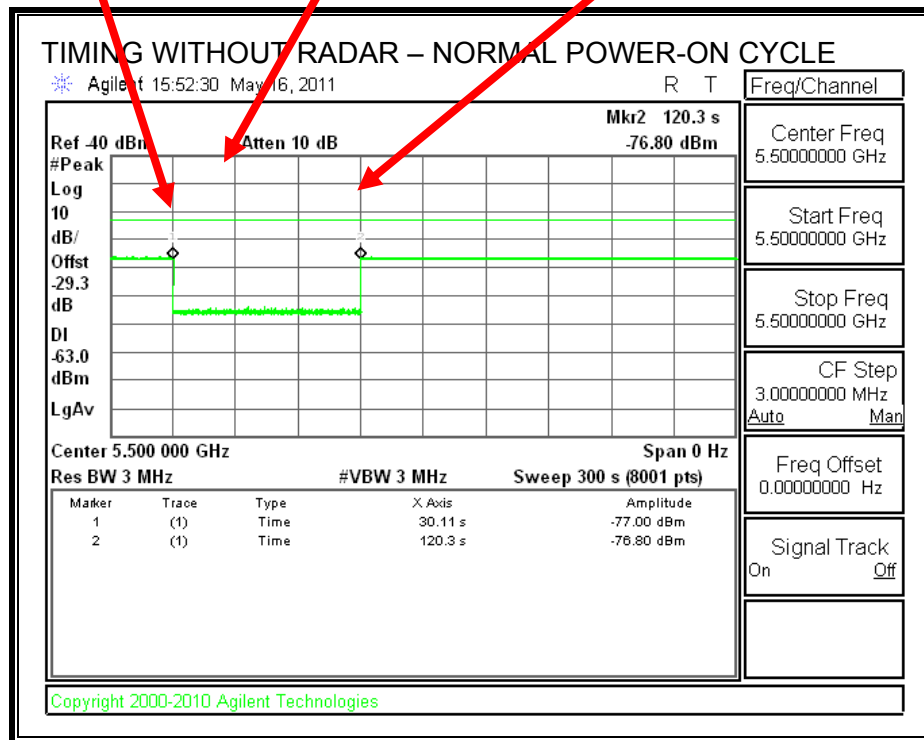 TIMING WITHOUT RADAR – NORMAL POWER-ON CYCLE
Agilent 15:52:30 May 16, 2011 R T
Mkr2 120.3 s
Ref -40 dBm Atten 10 dB -76.80 dBm
#Peak
Log
10
dB/
Offst
-29.3
dB
DI
-63.0
dBm
LgAv
1 2
Center 5.500 000 GHz Span 0 Hz
Res BW 3 MHz #VBW 3 MHz Sweep 300 s (8001 pts)
Marker Trace Type X Axis Amplitude
1 (1) Time 30.11 s -77.00 dBm
2 (1) Time 120.3 s -76.80 dBm
Copyright 2000-2010 Agilent Technologies
Freq/Channel
Center Freq
5.50000000 GHz
Start Freq
5.50000000 GHz
Stop Freq
5.50000000 GHz
CF Step
3.00000000 MHz
Auto Man
Freq Offset
0.00000000 Hz
Signal Track
On Off